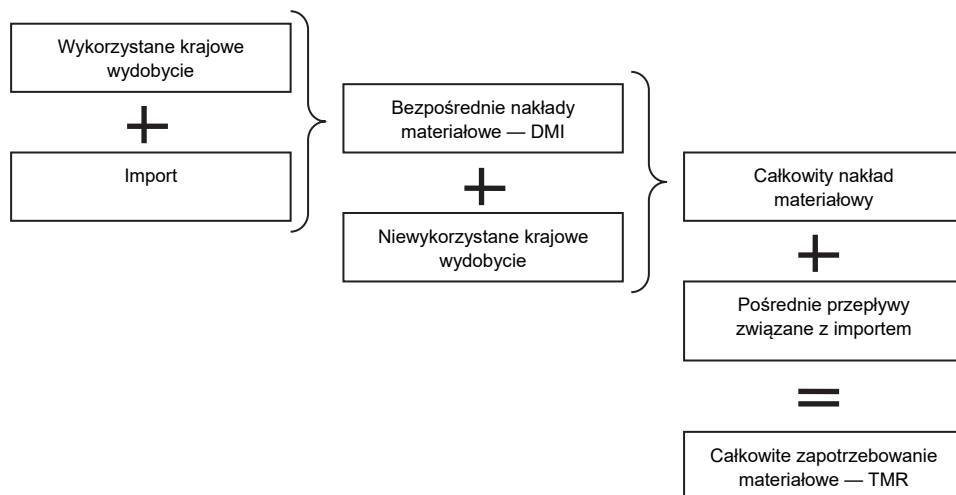 Wykorzystane krajowe
wydobycie
+
Import
Bezpośrednie nakłady
materiałowe — DMI
+
Niewykorzystane krajowe
wydobycie
Całkowity nakład
materiałowy
+
Pośrednie przepływy
związane z importem
=
Całkowite zapotrzebowanie
materiałowe — TMR